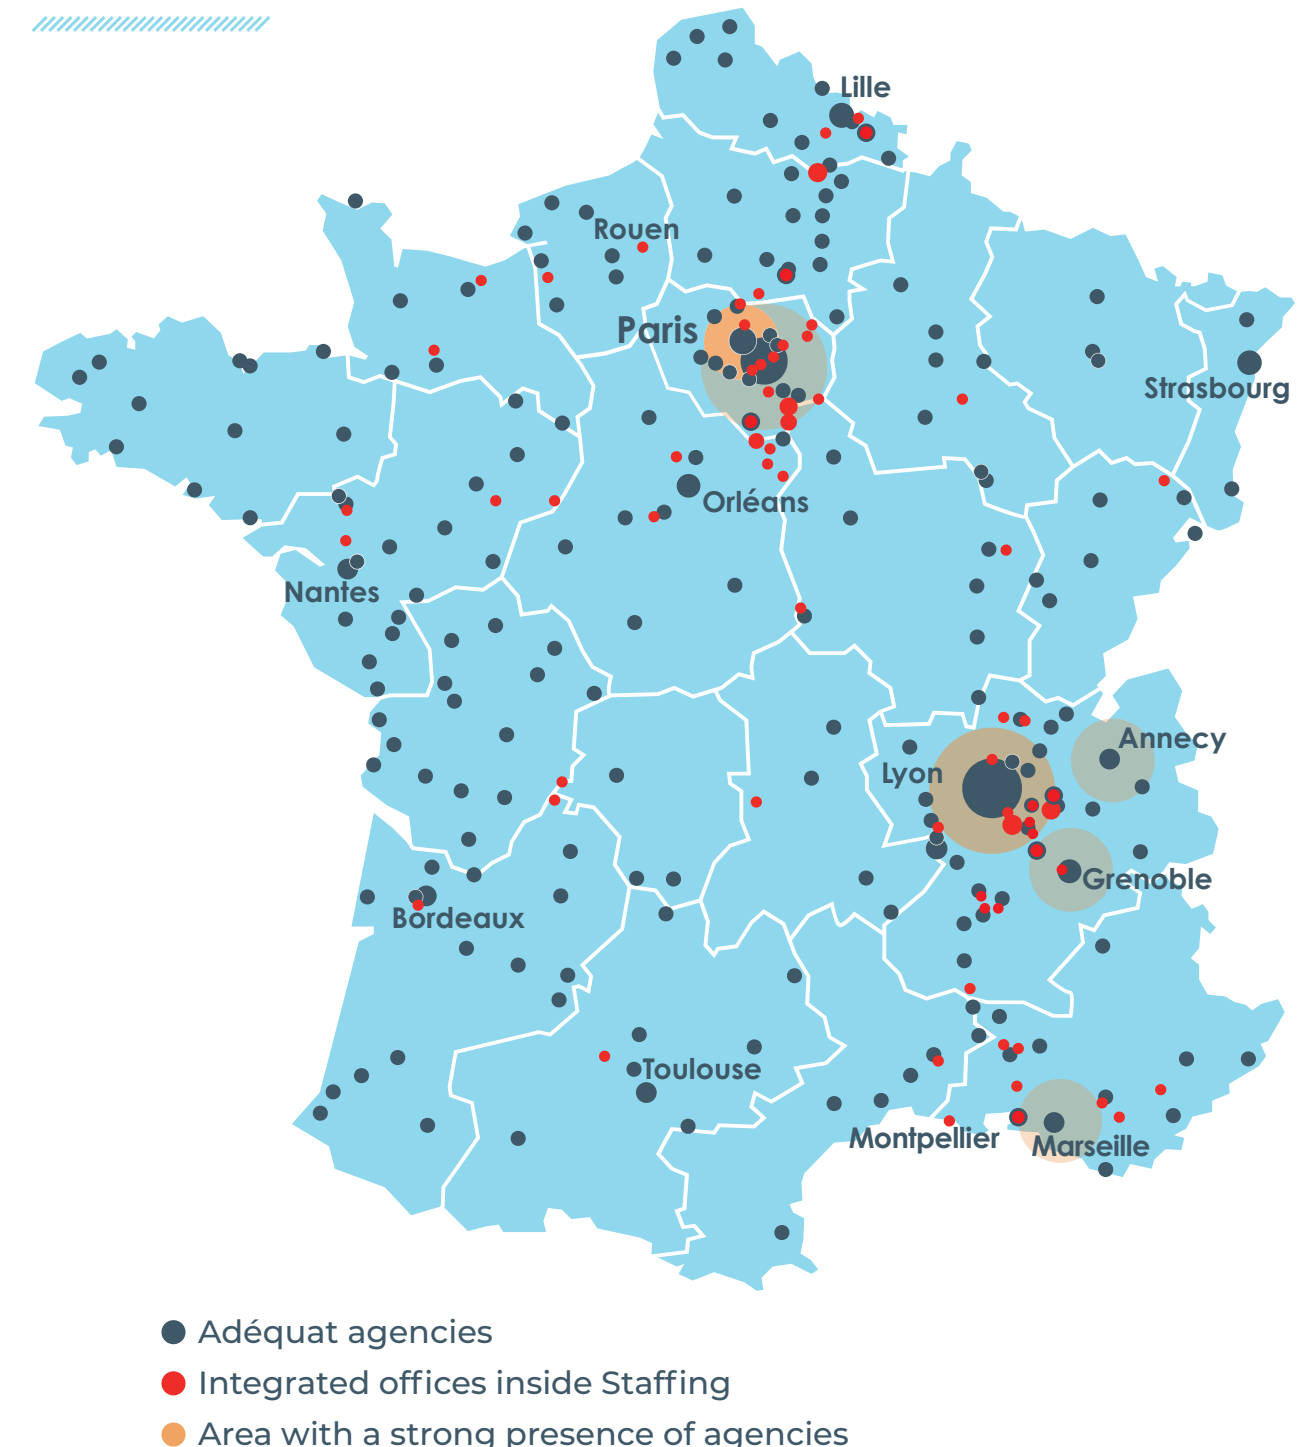 Lille
Rouen
Paris
Strasbourg
Orléans
Nantes
Annecy
Lyon
Grenoble
Bordeaux
Toulouse
Montpellier
Marseille
Adéquat agencies
Integrated offices inside Staffing
Area with a strong presence of agencies